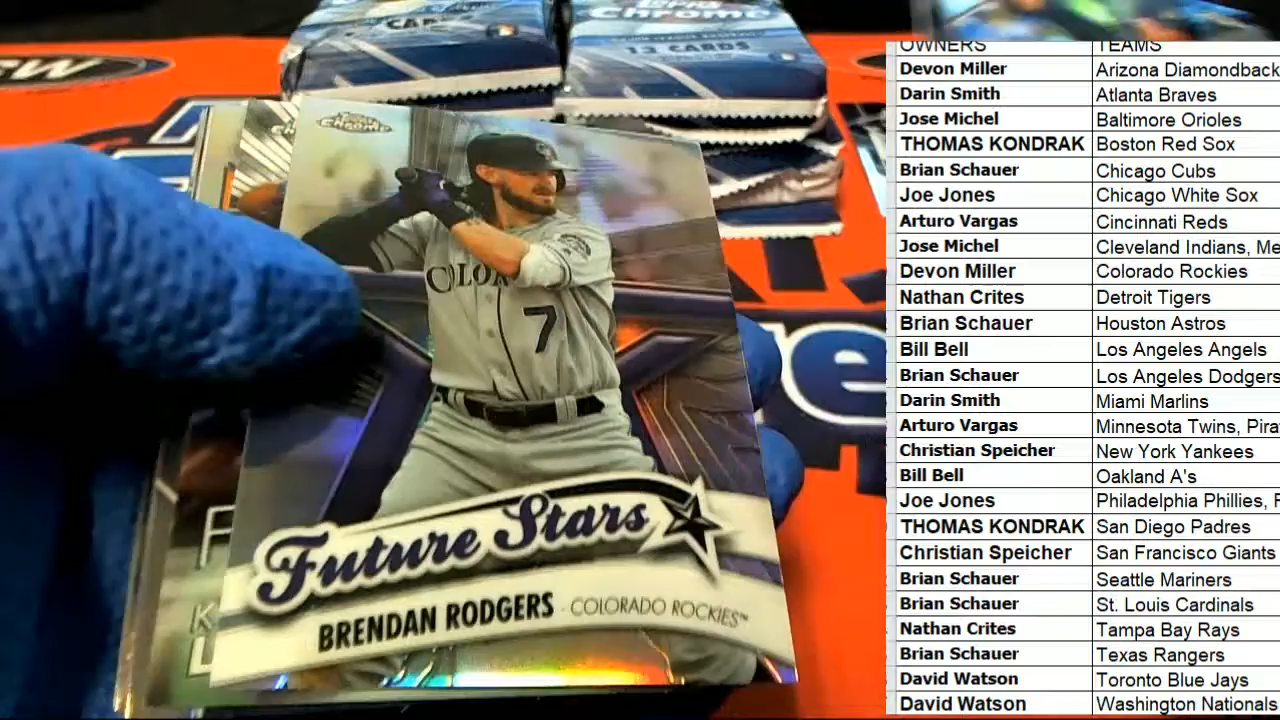 CARDS
CHROME
12 CARDS
Topps
Chrome
COLOR
7
Future Stars
BRENDAN RODGERS COLORADO ROCKIES™
OWNERS TEAMS
Devon Miller Arizona Diamondback
Darin Smith Atlanta Braves
Jose Michel Baltimore Orioles
THOMAS KONDRAK Boston Red Sox
Brian Schauer Chicago Cubs
Joe Jones Chicago White Sox
Arturo Vargas Cincinnati Reds
Jose Michel Cleveland Indians, Me
Devon Miller Colorado Rockies
Nathan Crites Detroit Tigers
Brian Schauer Houston Astros
Bill Bell Los Angeles Angels
Brian Schauer Los Angeles Dodgers
Darin Smith Miami Marlins
Arturo Vargas Minnesota Twins, Pira
Christian Speicher New York Yankees
Bill Bell Oakland A's
Joe Jones Philadelphia Phillies, F
THOMAS KONDRAK San Diego Padres
Christian Speicher San Francisco Giants
Brian Schauer Seattle Mariners
Brian Schauer St. Louis Cardinals
Nathan Crites Tampa Bay Rays
Brian Schauer Texas Rangers
David Watson Toronto Blue Jays
David Watson Washington Nationals